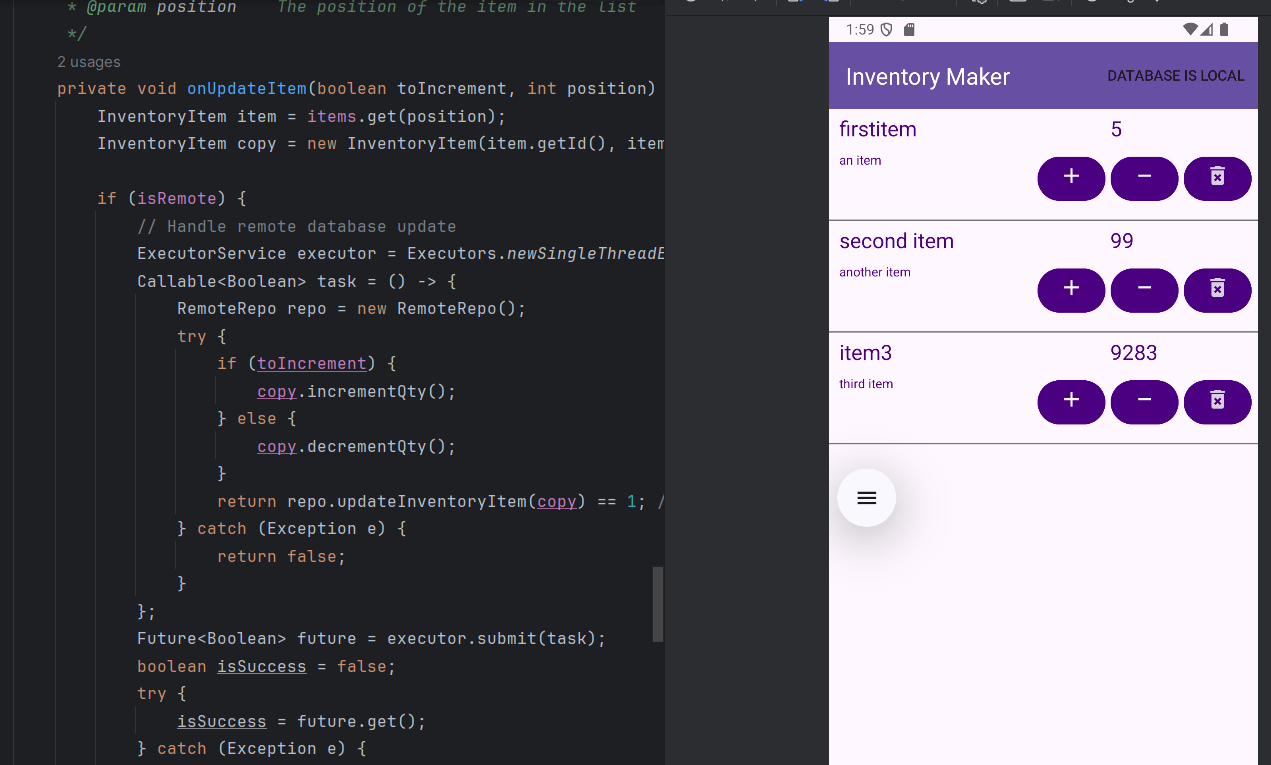 * @param position    The position of the item in the list
*/
2 usages
private void onUpdateItem(boolean toIncrement, int position)
InventoryItem item = items.get(position);
InventoryItem copy = new InventoryItem(item.getId(), item
if (isRemote) {
// Handle remote database update
ExecutorService executor = Executors.newSingleThreadE
Callable<Boolean> task = () -> {
RemoteRepo repo = new RemoteRepo();
try {
if (toIncrement) {
copy.incrementQty();
} else {
copy.decrementQty();
}
return repo.updateInventoryItem(copy) == 1; /
} catch (Exception e) {
return false;
}
};
Future<Boolean> future = executor.submit(task);
boolean isSuccess = false;
try {
isSuccess = future.get();
} catch (Exception e) {
1:59
Inventory Maker
DATABASE IS LOCAL
firstitem
5
an item
second item
99
another item
item3
9283
third item